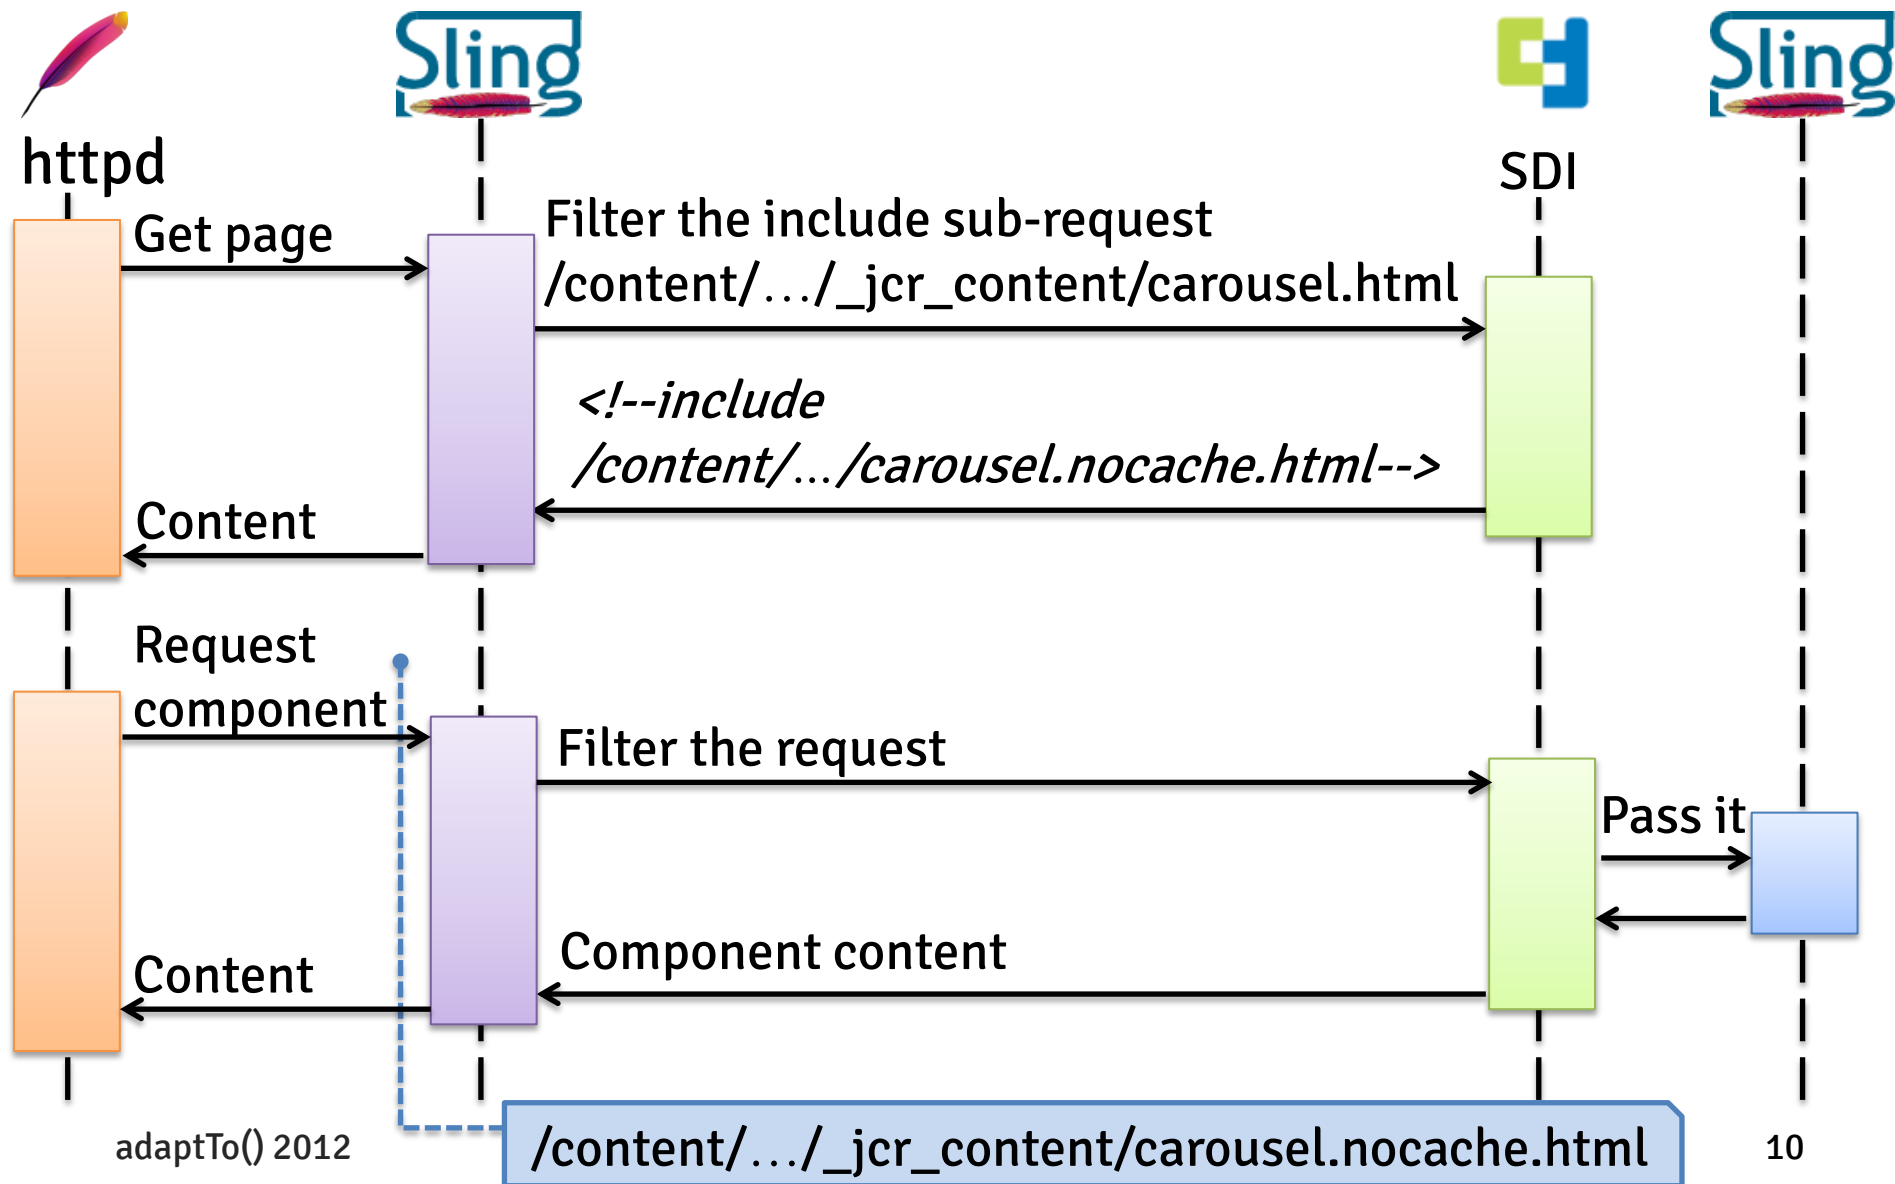 Sling
Sling
httpd
SDI
Get page
Filter the include sub-request
/content/…/_jcr_content/carousel.html
<!--include
/content/…/carousel.nocache.html-->
Content
Request
component
Filter the request
Pass it
Component content
Content
/content/…/_jcr_content/carousel.nocache.html
adaptTo() 2012
10